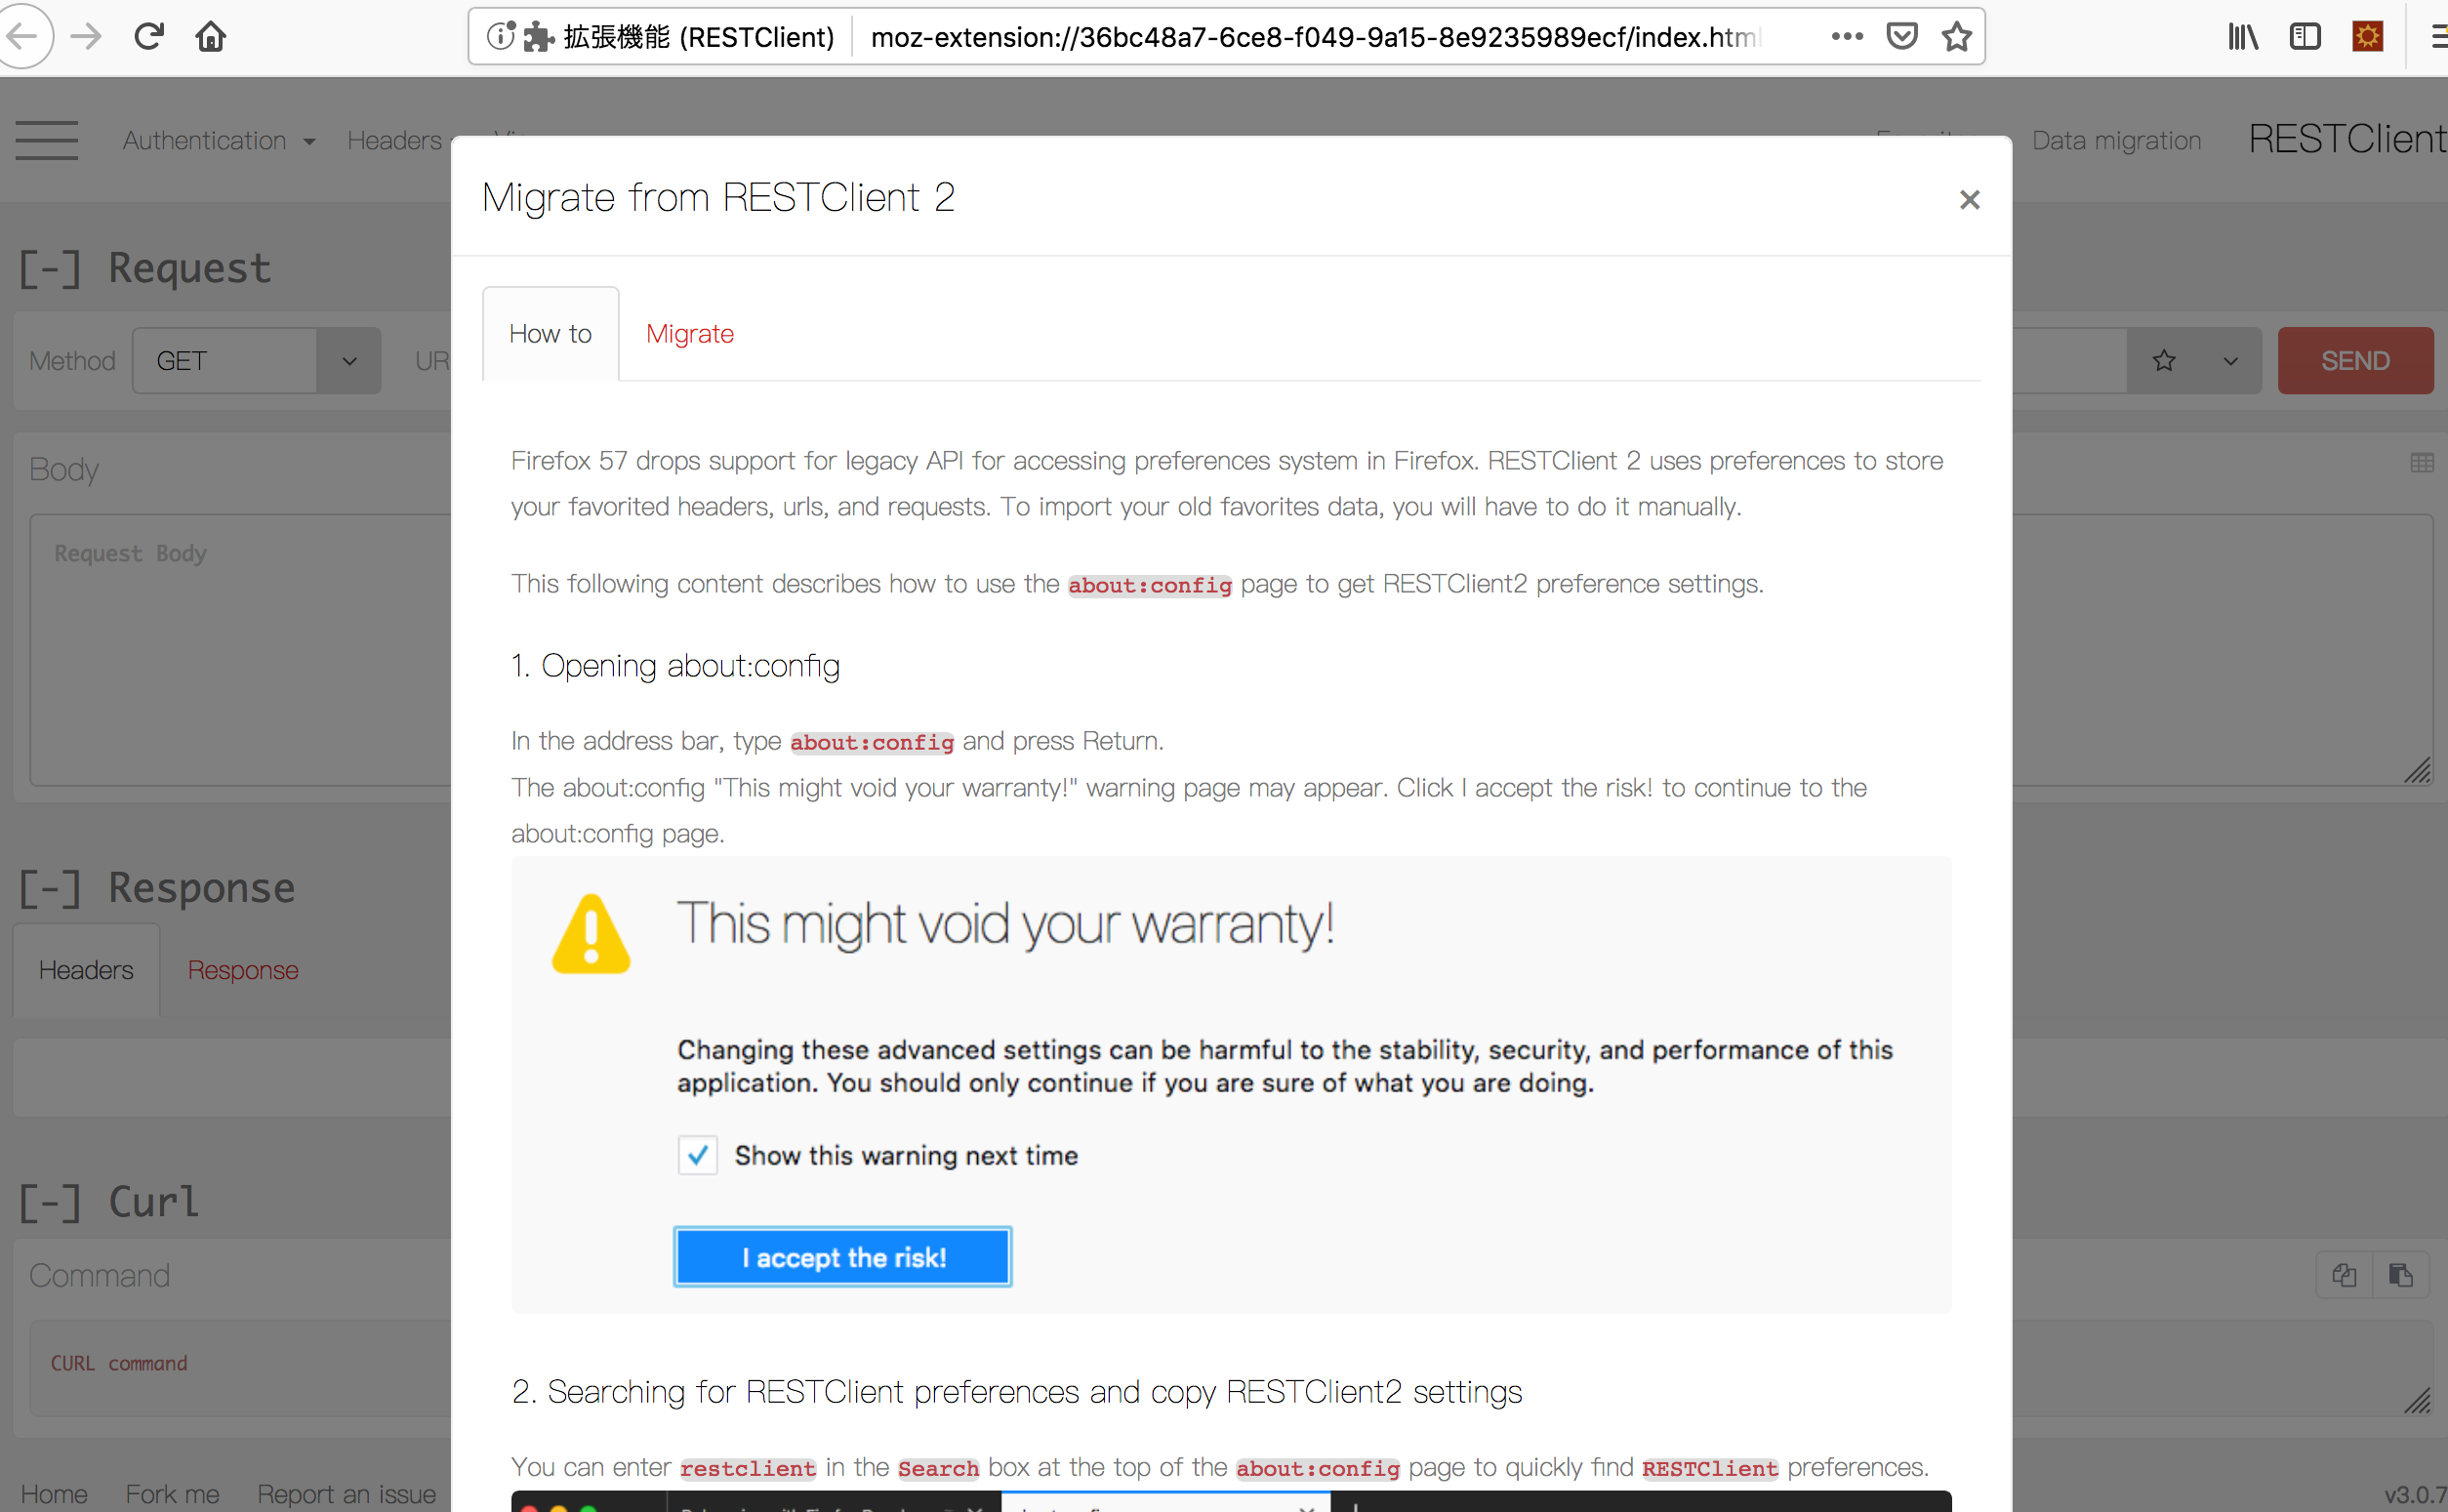 拡張機能 (RESTClient) moz-extension://36bc48a7-6ce8-f049-9a15-8e9235989ecf/index.html
Authentication Headers Data migration RESTClient
Migrate from RESTClient 2 ×
[-] Request
How to Migrate
Method GET UR SEND
Firefox 57 drops support for legacy API for accessing preferences system in Firefox. RESTClient 2 uses preferences to store
your favorited headers, urls, and requests. To import your old favorites data, you will have to do it manually.
Body
Request Body
This following content describes how to use the about:config page to get RESTClient2 preference settings.
1. Opening about:config
In the address bar, type about:config and press Return.
The about:config "This might void your warranty!" warning page may appear. Click I accept the risk! to continue to the
about:config page.
[-] Response
Headers Response
This might void your warranty!
Changing these advanced settings can be harmful to the stability, security, and performance of this
application. You should only continue if you are sure of what you are doing.
Show this warning next time
I accept the risk!
[-] Curl
Command
CURL command
2. Searching for RESTClient preferences and copy RESTClient2 settings
You can enter restclient in the Search box at the top of the about:config page to quickly find RESTClient preferences.
Home Fork me Report an issue v3.0.7